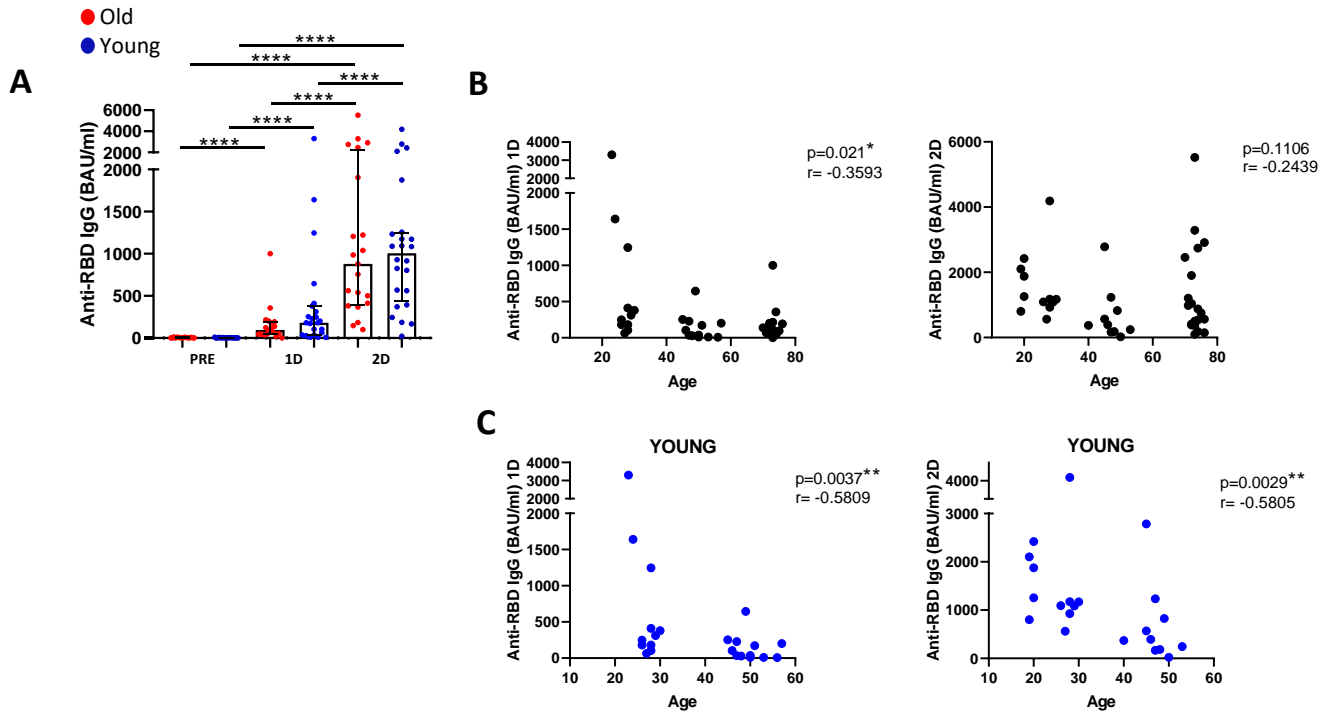 Old
Young
A
****
****
****
****
****
****
Anti-RBD IgG (BAU/ml)
6000
4000
2000
2000
1500
1000
500
0
PRE
1D
2D
B
Anti-RBD IgG (BAU/ml) 1D
4000
3000
2000
2000
1500
1000
500
0
20
40
60
80
Age
p=0.021*
r= -0.3593
Anti-RBD IgG (BAU/ml) 2D
6000
4000
2000
0
20
40
60
80
Age
p=0.1106
r= -0.2439
C
YOUNG
Anti-RBD IgG (BAU/ml) 1D
4000
3000
2000
2000
1500
1000
500
0
10
20
30
40
50
60
Age
p=0.0037**
r= -0.5809
YOUNG
Anti-RBD IgG (BAU/ml) 2D
4000
3000
2000
1000
0
10
20
30
40
50
60
Age
p=0.0029**
r= -0.5805